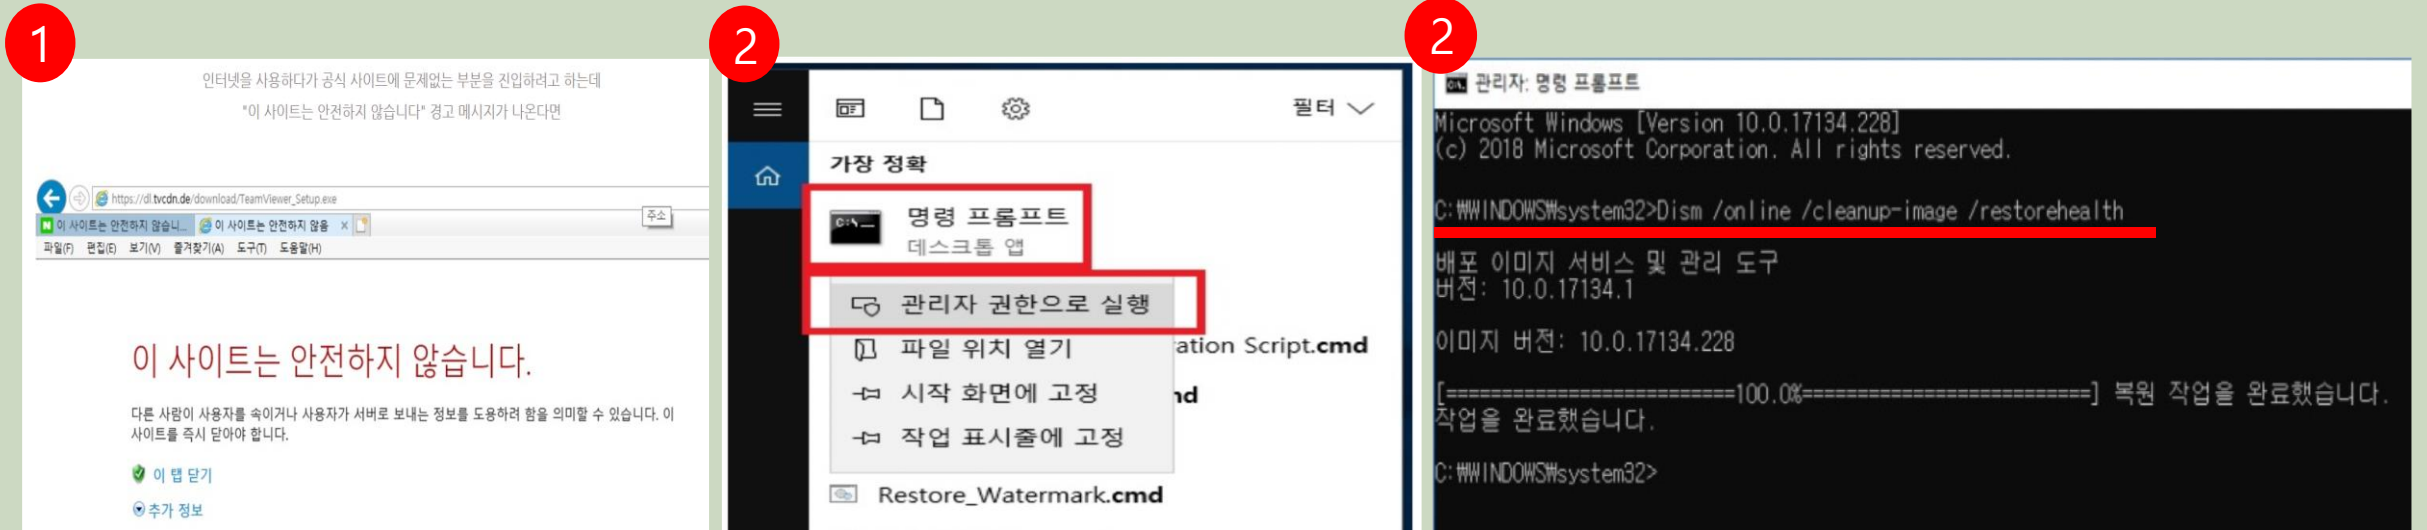 1
인터넷을 사용하다가 공식 사이트에 문제없는 부분을 진입하려고 하는데
"이 사이트는 안전하지 않습니다" 경고 메시지가 나온다면
https://dl.tvcdn.de/download/TeamViewer_Setup.exe
이 사이트는 안전하지 않습니... 이 사이트는 안전하지 않음 x
주소
파일(F) 편집(E) 보기(V) 즐겨찾기(A) 도구(T) 도움말(H)
이 사이트는 안전하지 않습니다.
다른 사람이 사용자를 속이거나 사용자가 서버로 보내는 정보를 도용하려 함을 의미할 수 있습니다. 이
사이트를 즉시 닫아야 합니다.
이 탭 닫기
추가 정보
2
필터
가장 정확
C:\_
명령 프롬프트
데스크톱 앱
관리자 권한으로 실행
파일 위치 열기
ation Script.cmd
시작 화면에 고정
nd
작업 표시줄에 고정
Restore_Watermark.cmd
2
관리자: 명령 프롬프트
Microsoft Windows [Version 10.0.17134.228]
(c) 2018 Microsoft Corporation. All rights reserved.
C:₩WINDOWS₩system32>Dism /online /cleanup-image /restorehealth
배포 이미지 서비스 및 관리 도구
버전: 10.0.17134.1
이미지 버전: 10.0.17134.228
[==========================100.0%==========================] 복원 작업을 완료했습니다.
작업을 완료했습니다.
C:₩WINDOWS₩system32>